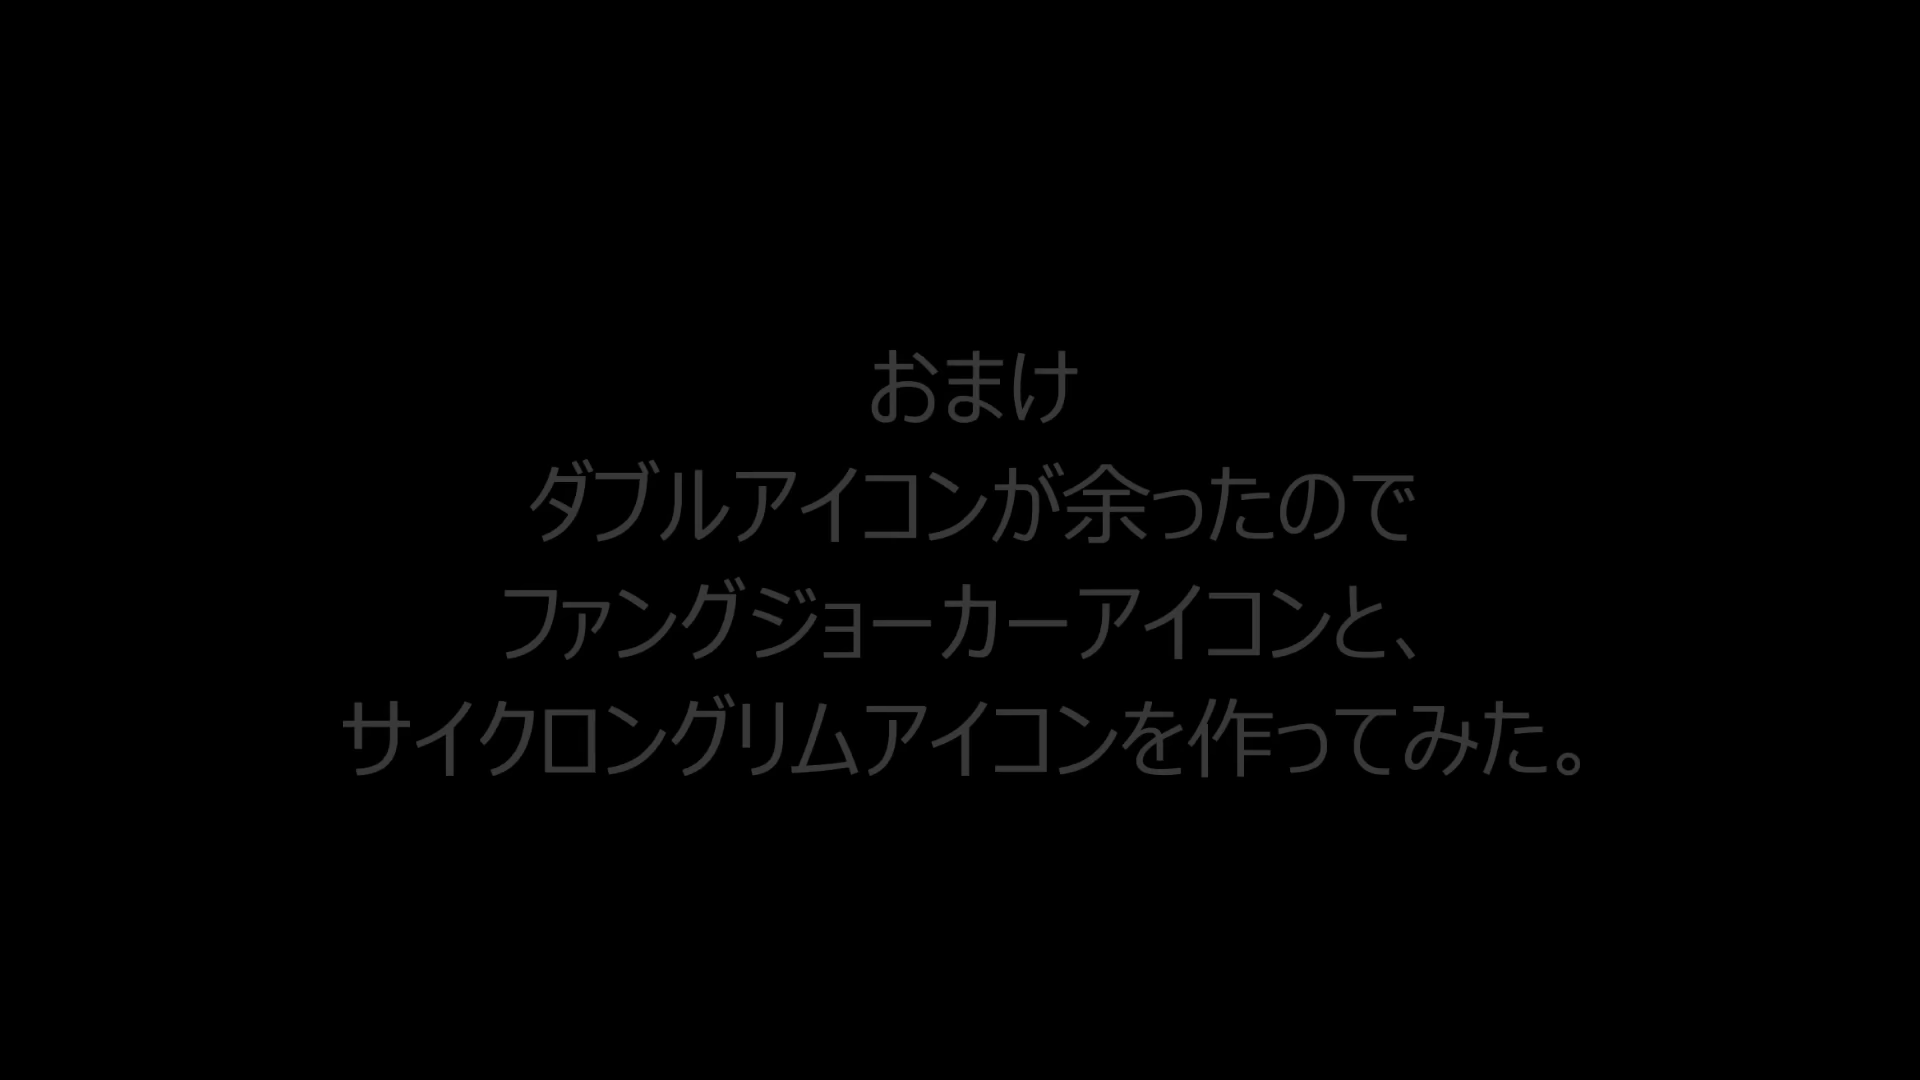 おまけ
ダブルアイコンが余ったので
ファングジョーカーアイコンと、
サイクロングリムアイコンを作ってみた。